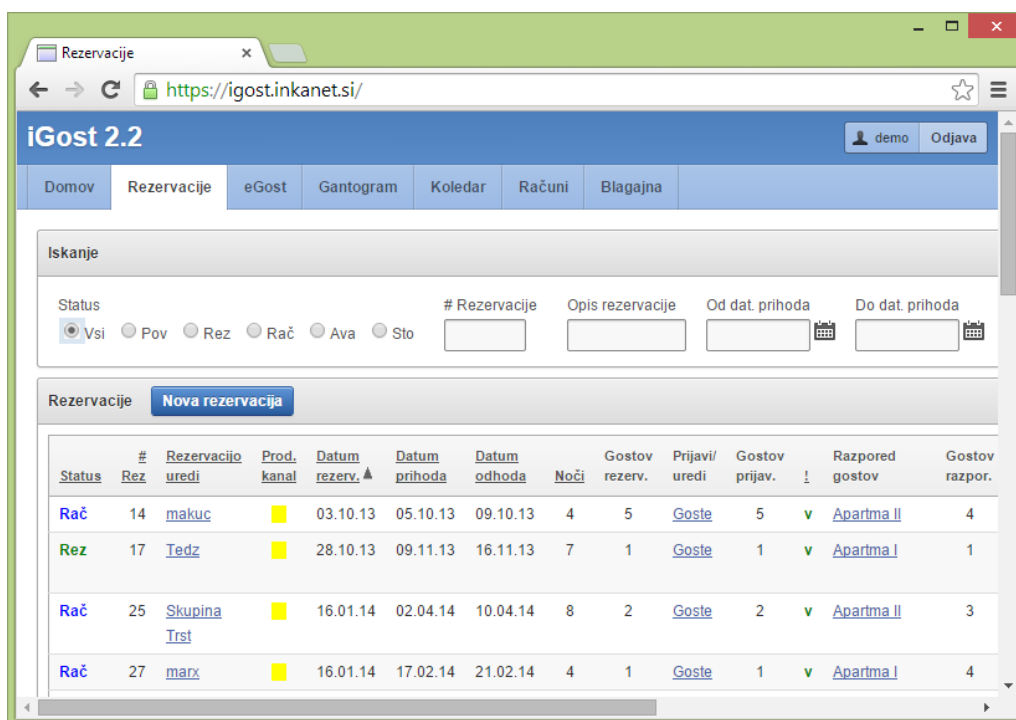 Rezervacije
https://igost.inkanet.si/
iGost 2.2
demo Odjava
Domov Rezervacije eGost Gantogram Koledar Računi Blagajna
Iskanje
Status # Rezervacije Opis rezervacije Od dat. prihoda Do dat. prihoda
Vsi Pov Rez Rač Ava Sto
Rezervacije Nova rezervacija
# Rezervacijo Prod. Datum Datum Datum Gostov Prijavi/ Gostov Razpored Gostov
Status Rez uredi kanal rezerv. prihoda odhoda Noči rezerv. uredi prijav. ! gostov razpor.
Rač 14 makuc 03.10.13 05.10.13 09.10.13 4 5 Goste 5 v Apartma II 4
Rez 17 Tedz 28.10.13 09.11.13 16.11.13 7 1 Goste 1 v Apartma I 1
Rač 25 Skupina 16.01.14 02.04.14 10.04.14 8 2 Goste 2 v Apartma II 3
Trst
Rač 27 marx 16.01.14 17.02.14 21.02.14 4 1 Goste 1 v Apartma I 4